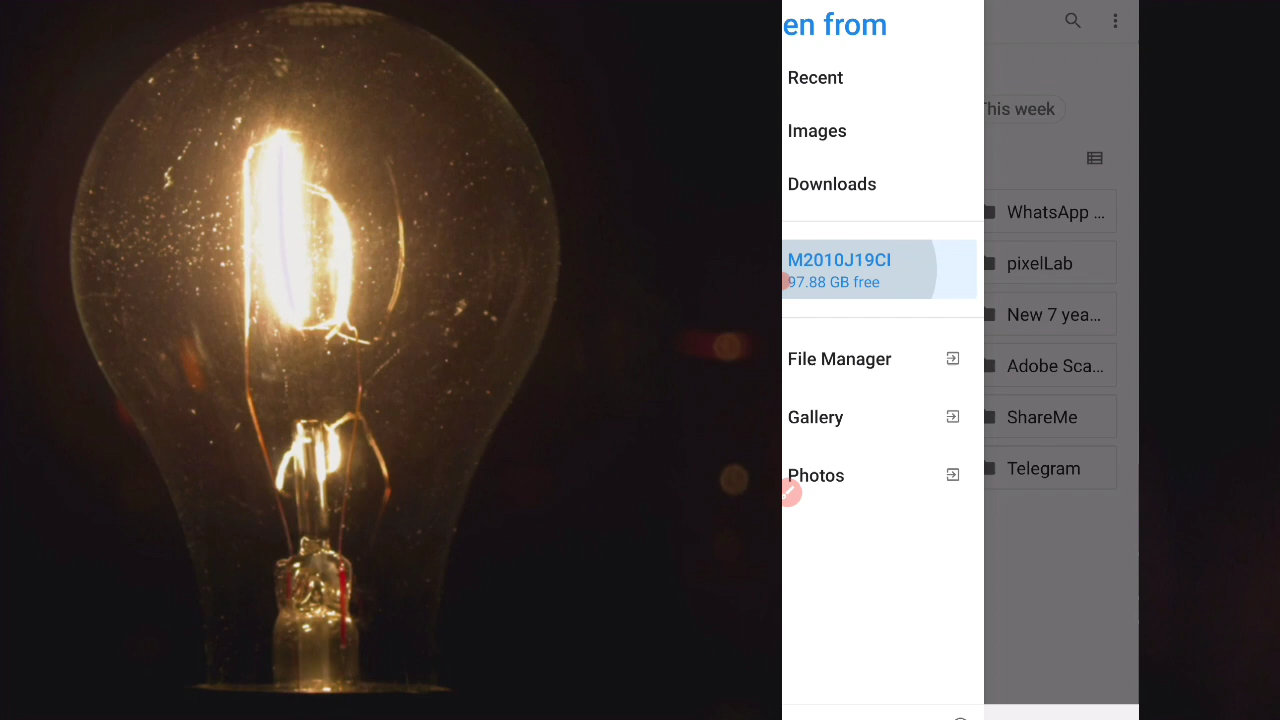 en from
Recent
Images
Downloads
M2010J19CI
97.88 GB free
File Manager
Gallery
Photos
This week
WhatsApp ...
pixelLab
New 7 yea...
Adobe Sca...
ShareMe
Telegram